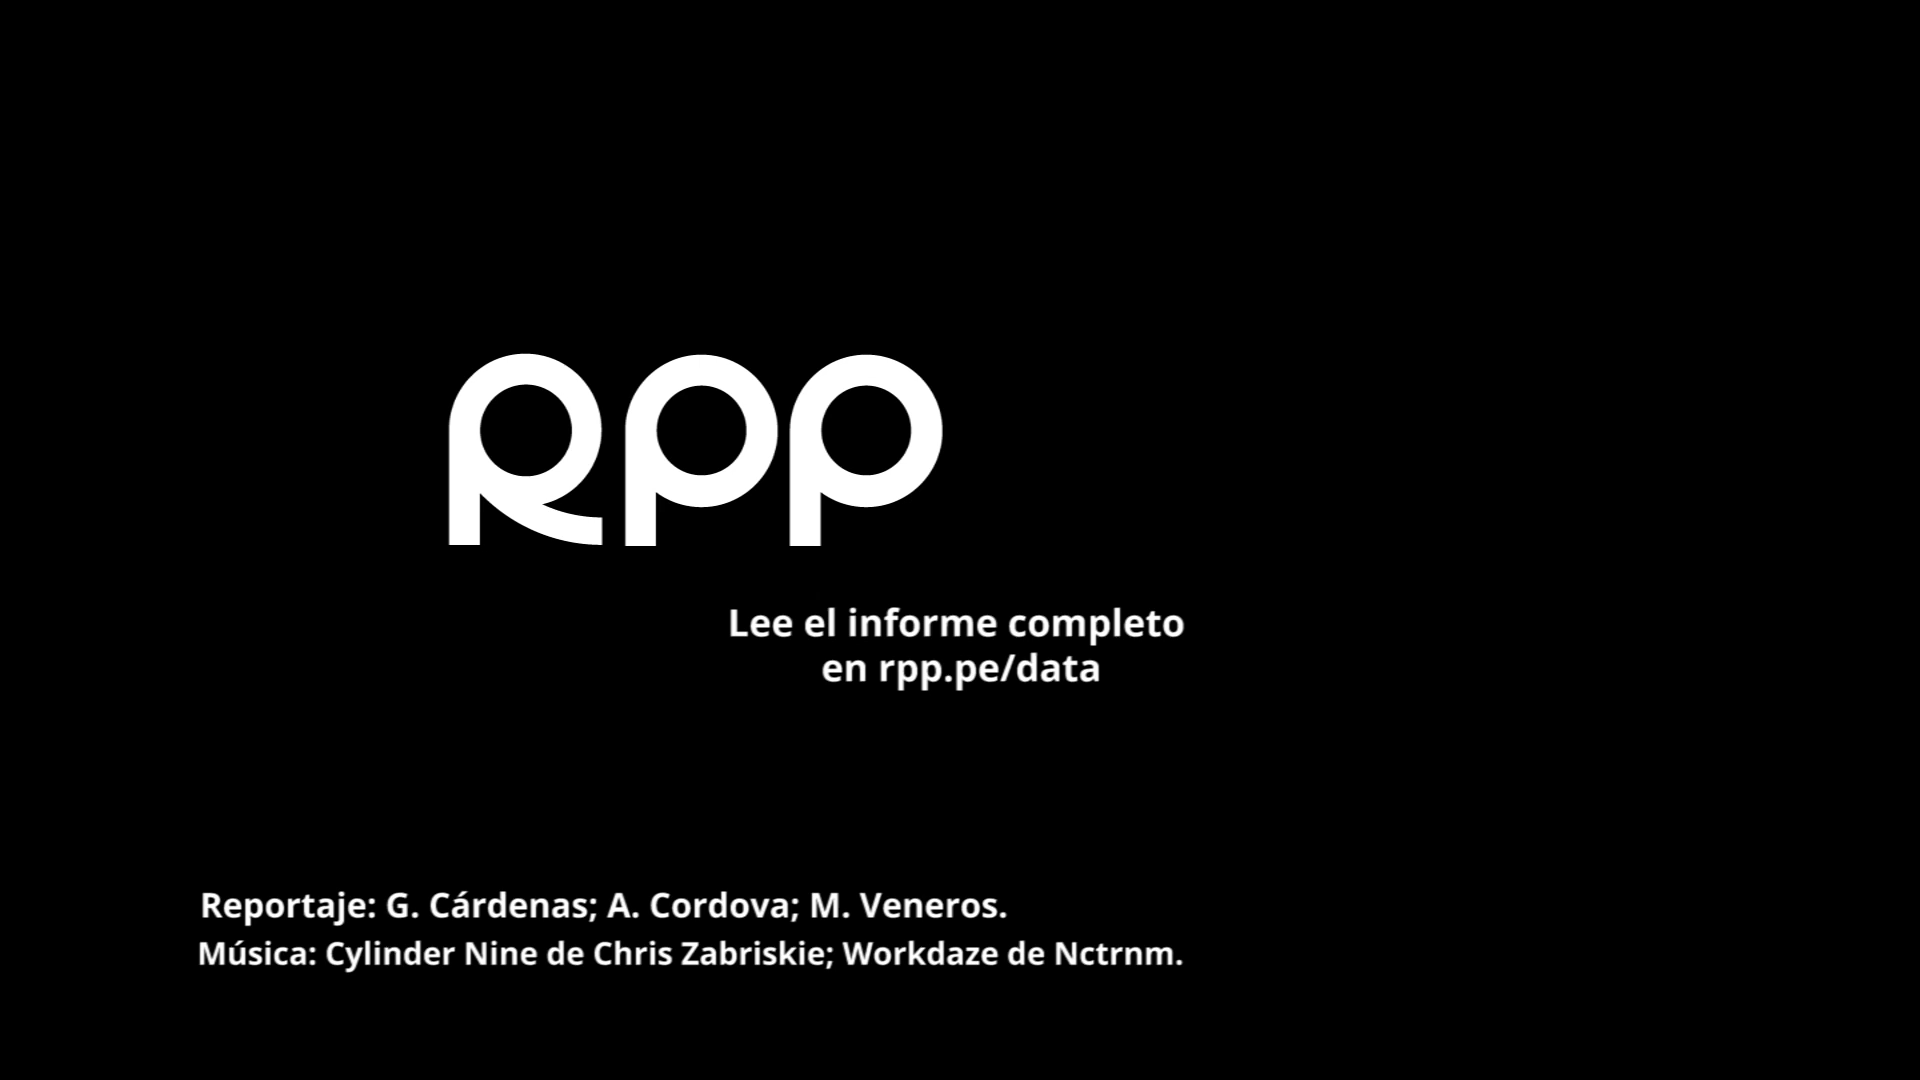 RPP
Lee el informe completo
en rpp.pe/data
Reportaje: G. Cárdenas; A. Cordova; M. Veneros.
Música: Cylinder Nine de Chris Zabriskie; Workdaze de Nctrnm.